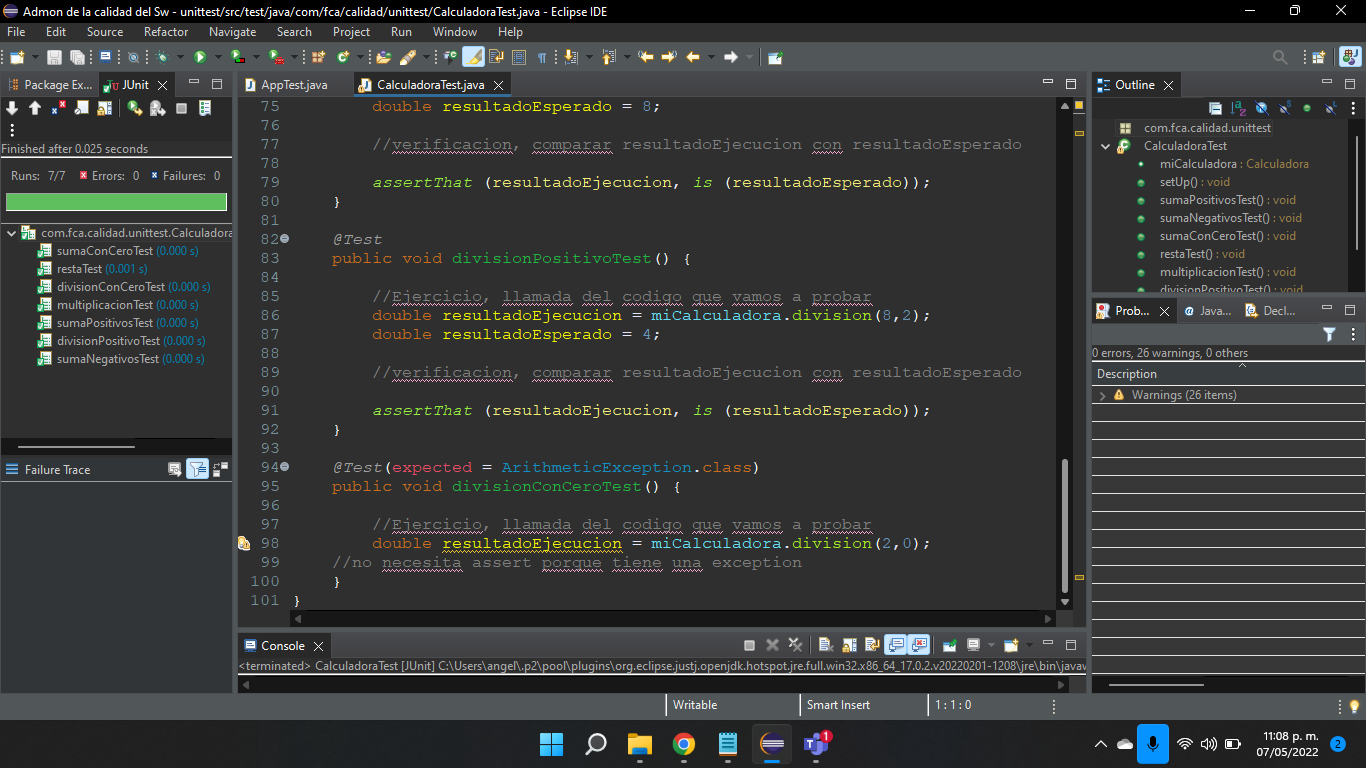 Admon de la calidad del Sw - unittest/src/test/java/com/fca/calidad/unittest/CalculadoraTest.java - Eclipse IDE
File Edit Source Refactor Navigate Search Project Run Window Help
Package Ex...
JUnit
Finished after 0.025 seconds
Runs: 7/7 Errors: 0 Failures: 0
com.fca.calidad.unittest.Calculadora
sumaConCeroTest (0.000 s)
restaTest (0.001 s)
divisionConCeroTest (0.000 s)
multiplicacionTest (0.000 s)
sumaPositivosTest (0.000 s)
divisionPositivoTest (0.000 s)
sumaNegativosTest (0.000 s)
Failure Trace
AppTest.java
CalculadoraTest.java
75 double resultadoEsperado = 8;
76
77 //verificacion, comparar resultadoEjecucion con resultadoEsperado
78
79 assertThat (resultadoEjecucion, is (resultadoEsperado));
80 }
81
82 @Test
83 public void divisionPositivoTest() {
84
85 //Ejercicio, llamada del codigo que vamos a probar
86 double resultadoEjecucion = miCalculadora.division(8,2);
87 double resultadoEsperado = 4;
88
89 //verificacion, comparar resultadoEjecucion con resultadoEsperado
90
91 assertThat (resultadoEjecucion, is (resultadoEsperado));
92 }
93
94 @Test(expected = ArithmeticException.class)
95 public void divisionConCeroTest() {
96
97 //Ejercicio, llamada del codigo que vamos a probar
98 double resultadoEjecucion = miCalculadora.division(2,0);
99 //no necesita assert porque tiene una exception
100 }
101 }
Console
<terminated> CalculadoraTest [JUnit] C:\Users\angel\.p2\pool\plugins\org.eclipse.justj.openjdk.hotspot.jre.full.win32.x86_64_17.0.2.v20220201-1208\jre\bin\javaw
Outline
com.fca.calidad.unittest
CalculadoraTest
miCalculadora : Calculadora
setUp() : void
sumaPositivosTest() : void
sumaNegativosTest() : void
sumaConCeroTest() : void
restaTest() : void
multiplicacionTest() : void
divisionPositivoTest() : void
Prob... Java... Decl...
0 errors, 26 warnings, 0 others
Description
Warnings (26 items)
Writable Smart Insert 1 : 1 : 0
1
11:08 p. m.
07/05/2022
2